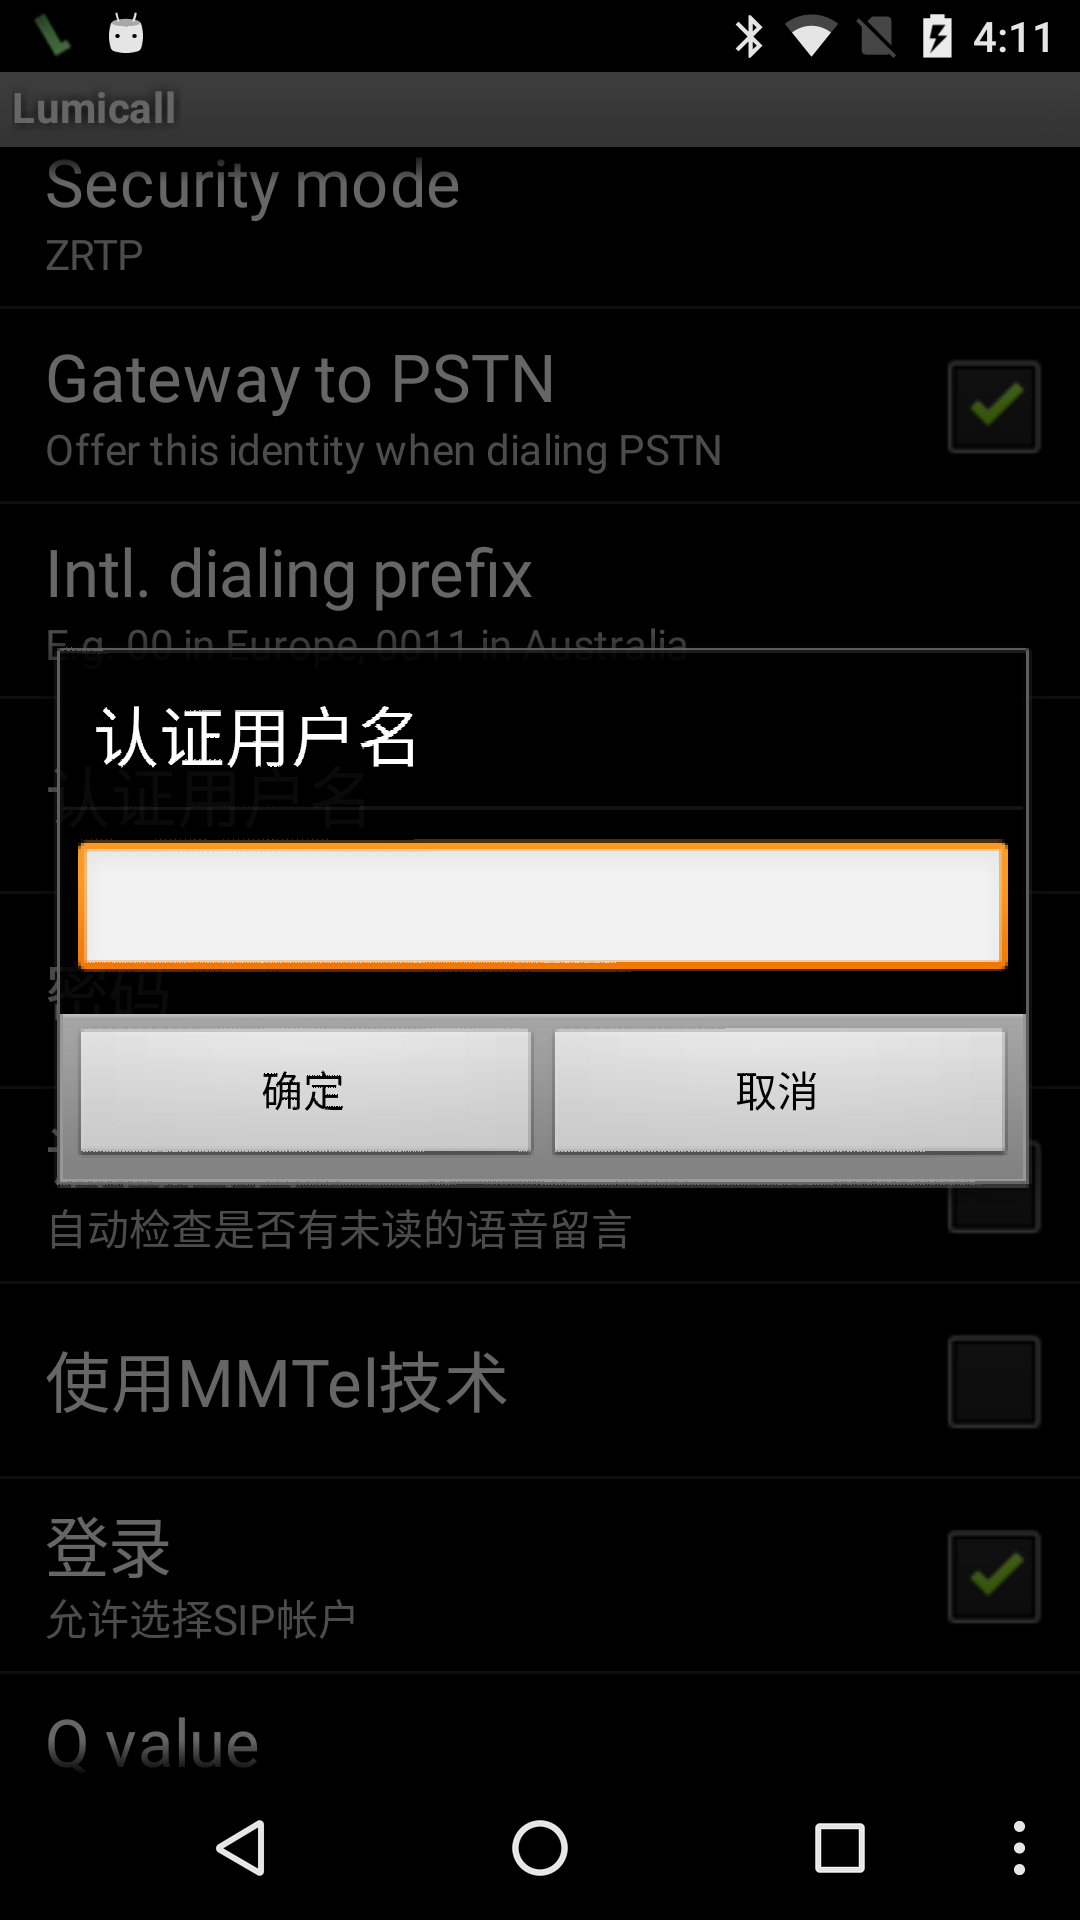 4:11
Lumicall
Security mode
ZRTP
Gateway to PSTN
Offer this identity when dialing PSTN
Intl. dialing prefix
E.g. 00 in Europe, 0011 in Australia
认证用户名
认证用户名
密码
确定
取消
自动检查是否有未读的语音留言
使用MMTel技术
登录
允许选择SIP帐户
Q value